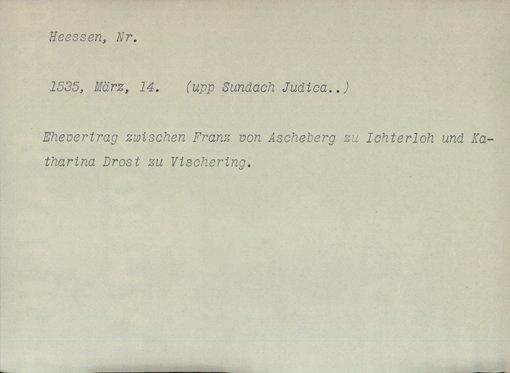 Heessen, Nr.
1535, März, 14. (upp Sundach Judica..)
Ehevertrag zwischen Franz von Ascheberg zu Ichterloh und Ka-
tharina Drost zu Vischering.